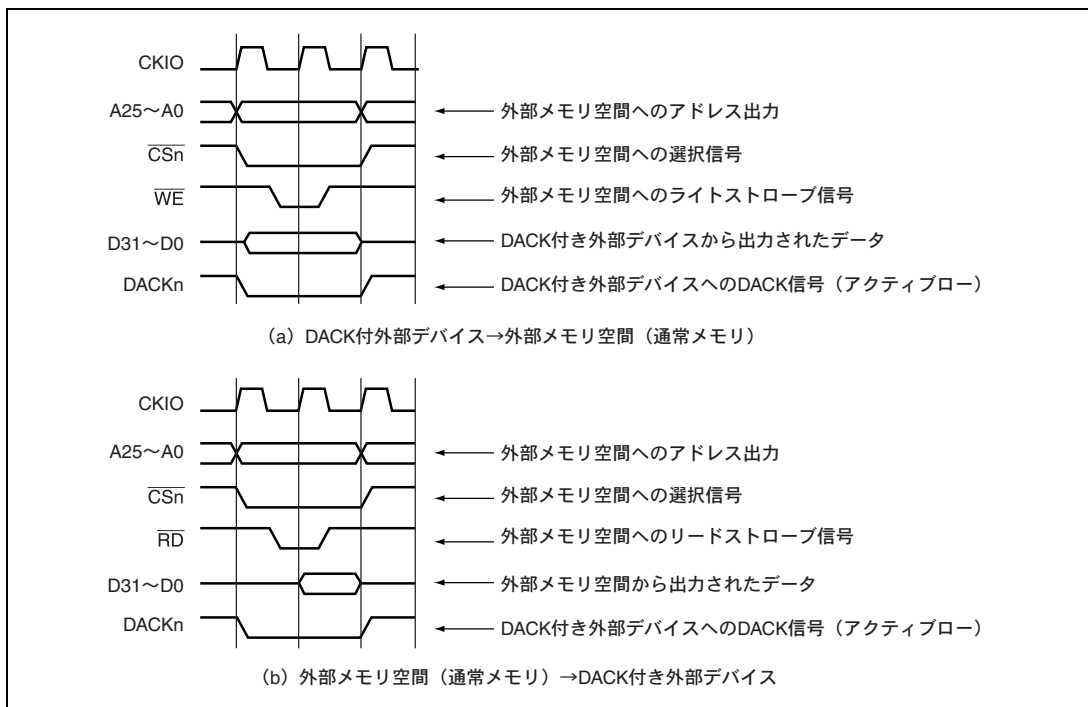 CKIO
A25～A0 外部メモリ空間へのアドレス出力
CSn 外部メモリ空間への選択信号
WE 外部メモリ空間へのライトストローブ信号
D31～D0 DACK付き外部デバイスから出力されたデータ
DACKn DACK付き外部デバイスへのDACK信号（アクティブロー）
（a）DACK付外部デバイス→外部メモリ空間（通常メモリ）
CKIO
A25～A0 外部メモリ空間へのアドレス出力
CSn 外部メモリ空間への選択信号
RD 外部メモリ空間へのリードストローブ信号
D31～D0 外部メモリ空間から出力されたデータ
DACKn DACK付き外部デバイスへのDACK信号（アクティブロー）
（b）外部メモリ空間（通常メモリ）→DACK付き外部デバイス